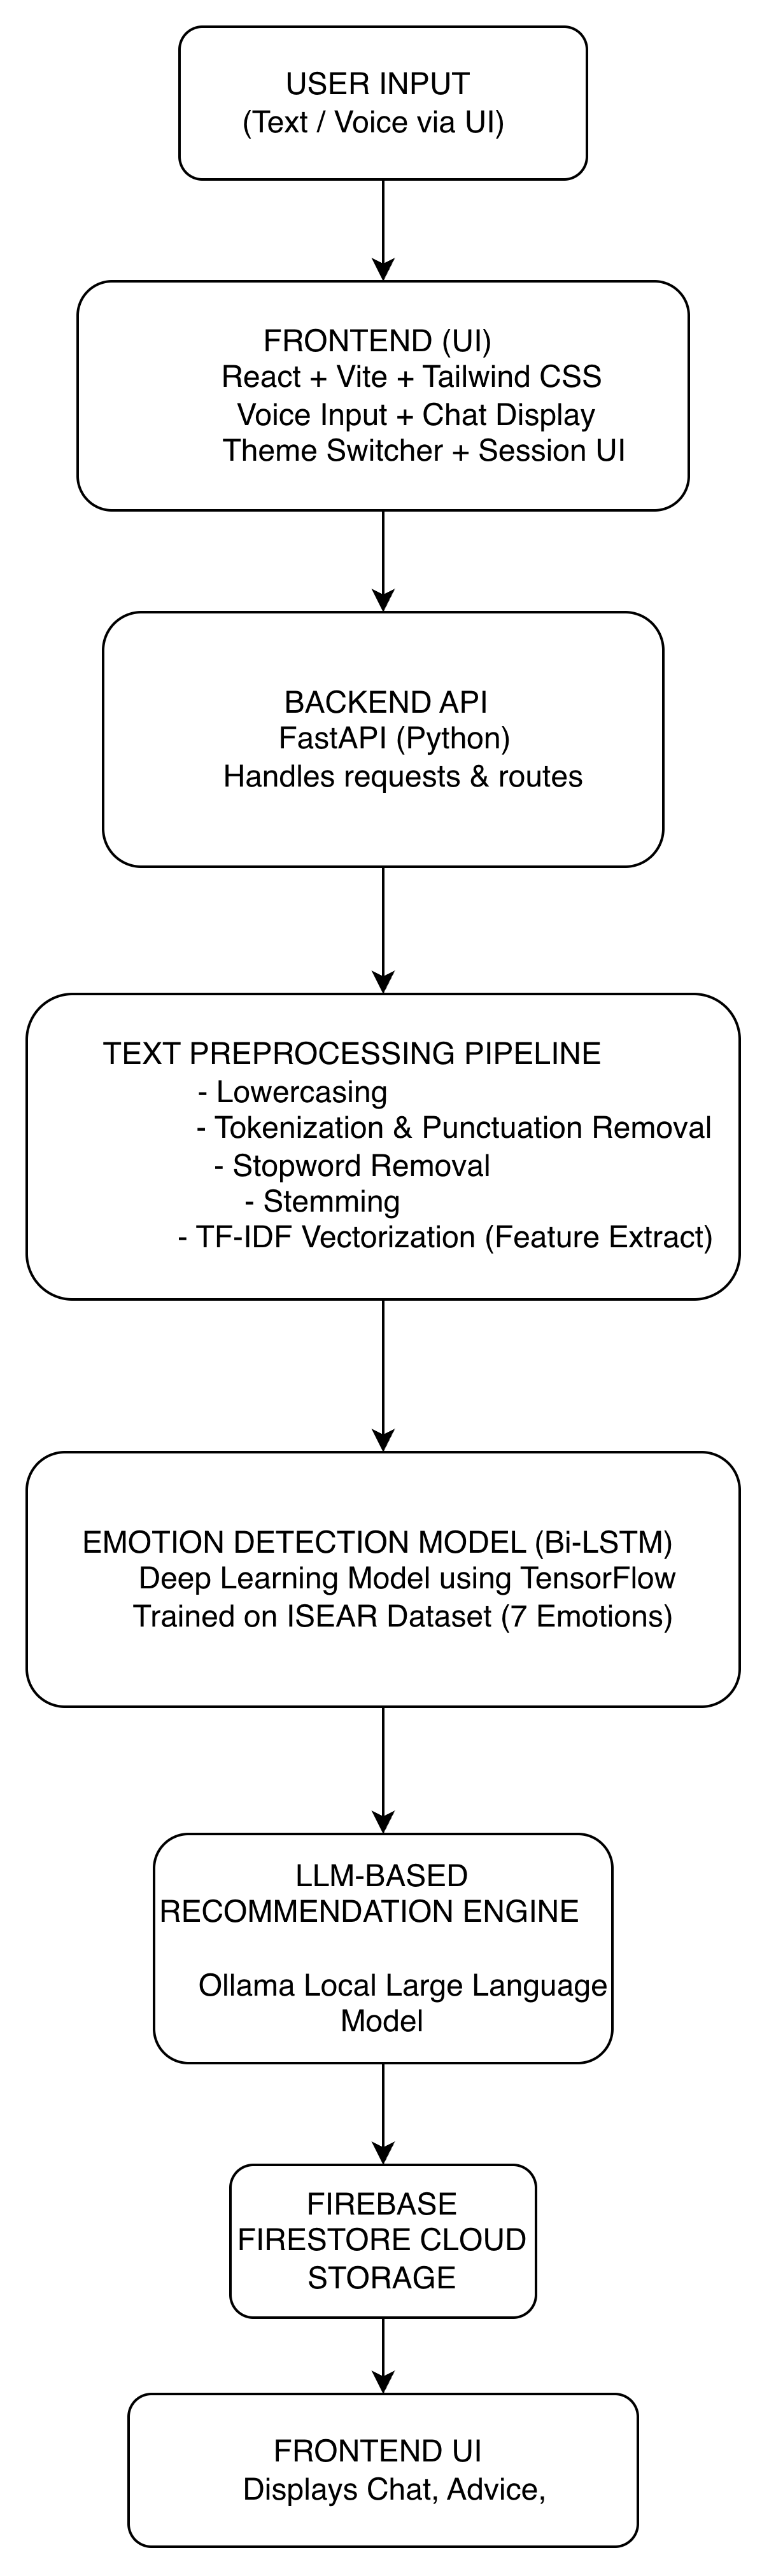 USER INPUT
(Text / Voice via UI)
FRONTEND (UI)
React + Vite + Tailwind CSS
Voice Input + Chat Display
Theme Switcher + Session UI
BACKEND API
FastAPI (Python)
Handles requests & routes
TEXT PREPROCESSING PIPELINE
- Lowercasing
- Tokenization & Punctuation Removal
- Stopword Removal
- Stemming
- TF-IDF Vectorization (Feature Extract)
EMOTION DETECTION MODEL (Bi-LSTM)
Deep Learning Model using TensorFlow
Trained on ISEAR Dataset (7 Emotions)
LLM-BASED
RECOMMENDATION ENGINE
Ollama Local Large Language
Model
FIREBASE
FIRESTORE CLOUD
STORAGE
FRONTEND UI
Displays Chat, Advice,